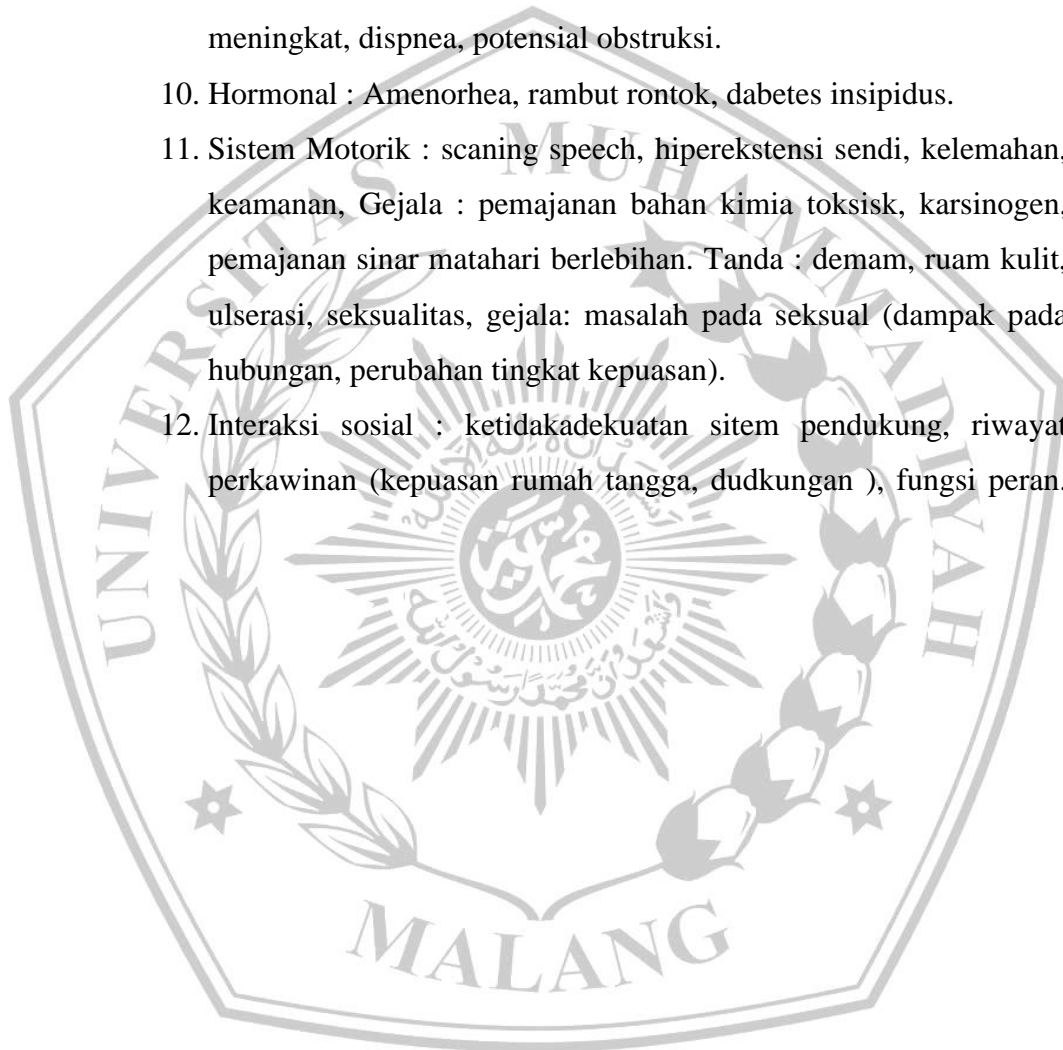 meningkat, dispnea, potensial obstruksi.
10. Hormonal : Amenorhea, rambut rontok, dabetes insipidus.
11. Sistem Motorik : scaning speech, hiperekstensi sendi, kelemahan,
keamanan, Gejala : pemajanan bahan kimia toksisk, karsinogen,
pemajanan sinar matahari berlebihan. Tanda : demam, ruam kulit,
ulserasi, seksualitas, gejala: masalah pada seksual (dampak pada
hubungan, perubahan tingkat kepuasan).
12. Interaksi sosial : ketidakadekuatan sitem pendukung, riwayat
perkawinan (kepuasan rumah tangga, dudkungan ), fungsi peran.
UNIVERSITAS MUHAMMADIYAH
MALANG